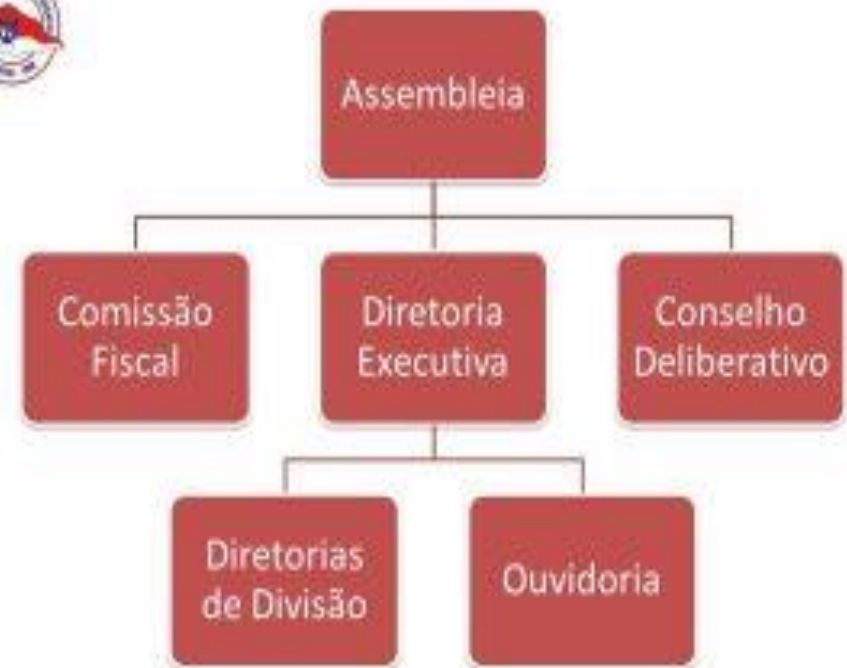 Assembleia
Comissão
Fiscal
Diretoria
Executiva
Conselho
Deliberativo
Diretorias
de Divisão
Ouvidoria